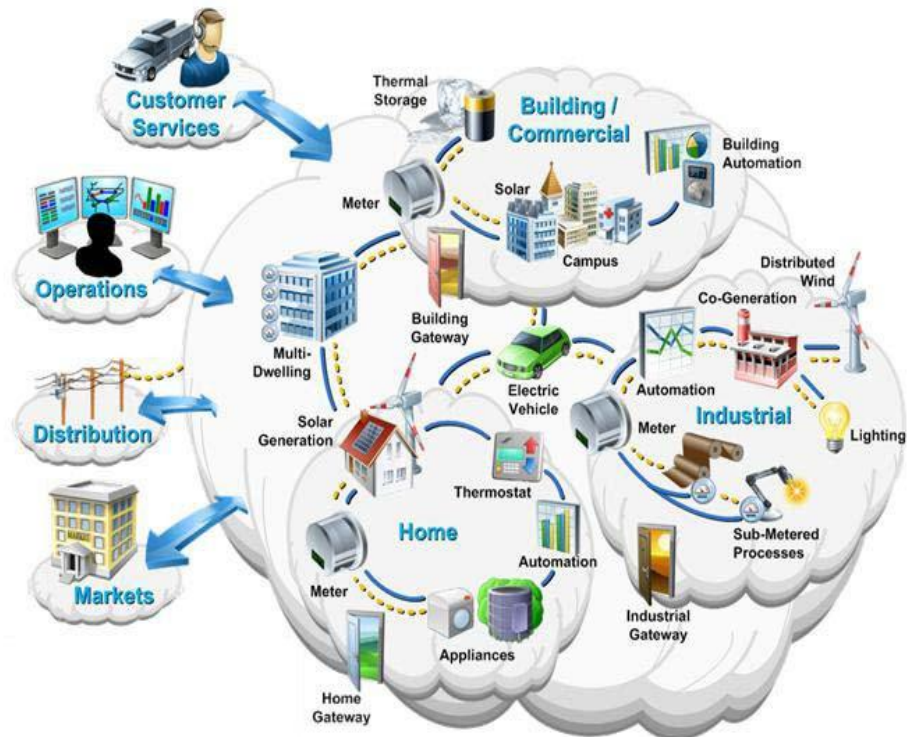 Customer
Services
Thermal
Storage
Building /
Commercial
Building
Automation
Meter
Solar
Campus
Operations
Building
Gateway
Multi-
Dwelling
Electric
Vehicle
Distributed
Wind
Co-Generation
Automation
Industrial
Meter
Lighting
Sub-Metered
Processes
Industrial
Gateway
Distribution
Solar
Generation
Thermostat
Home
Automation
Meter
Appliances
Home
Gateway
MARKET
Markets